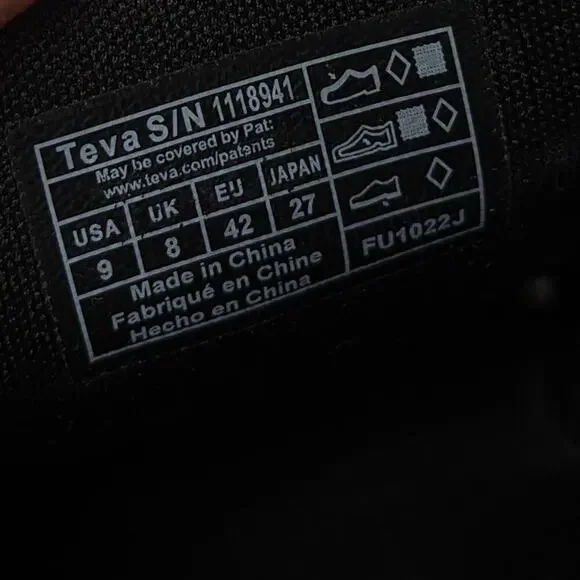 Teva S/N 1118941
May be covered by Pat:
www.teva.com/patents
USA UK EU JAPAN
9 8 42 27
Made in China
Fabriqué en Chine
Hecho en China
FU1022J